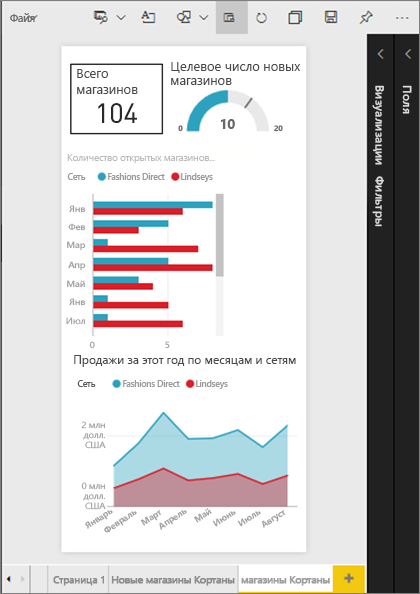 Файл
Всего
магазинов
104
Целевое число новых
магазинов
0
10
20
Количество открытых магазинов...
Сеть Fashions Direct Lindseys
Янв
Фев
Мар
Апр
Май
Янв
Июл
0 5
Продажи за этот год по месяцам и сетям
Сеть Fashions Direct Lindseys
2 млн
долл.
США
0 млн
долл.
США
Январь Февраль Март Апрель Май Июнь Июль Август
Визуализации
Фильтры
Поля
Страница 1 Новые магазины Кортаны магазины Кортаны +